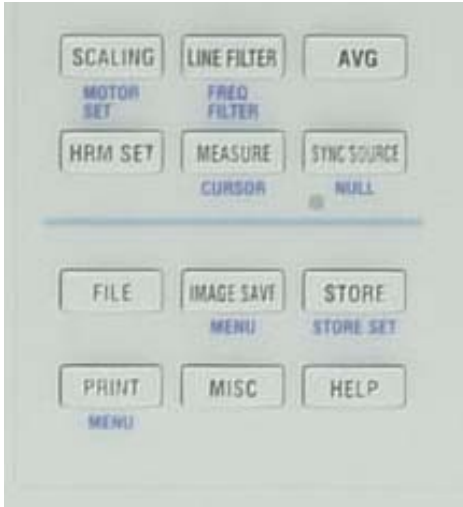 SCALING LINE FILTER AVG
MOTOR SET FREQ FILTER
HRM SET MEASURE SYNC SOURCE
CURSOR NULL
FILE IMAGE SAVE STORE
MENU STORE SET
PRINT MISC HELP
MENU